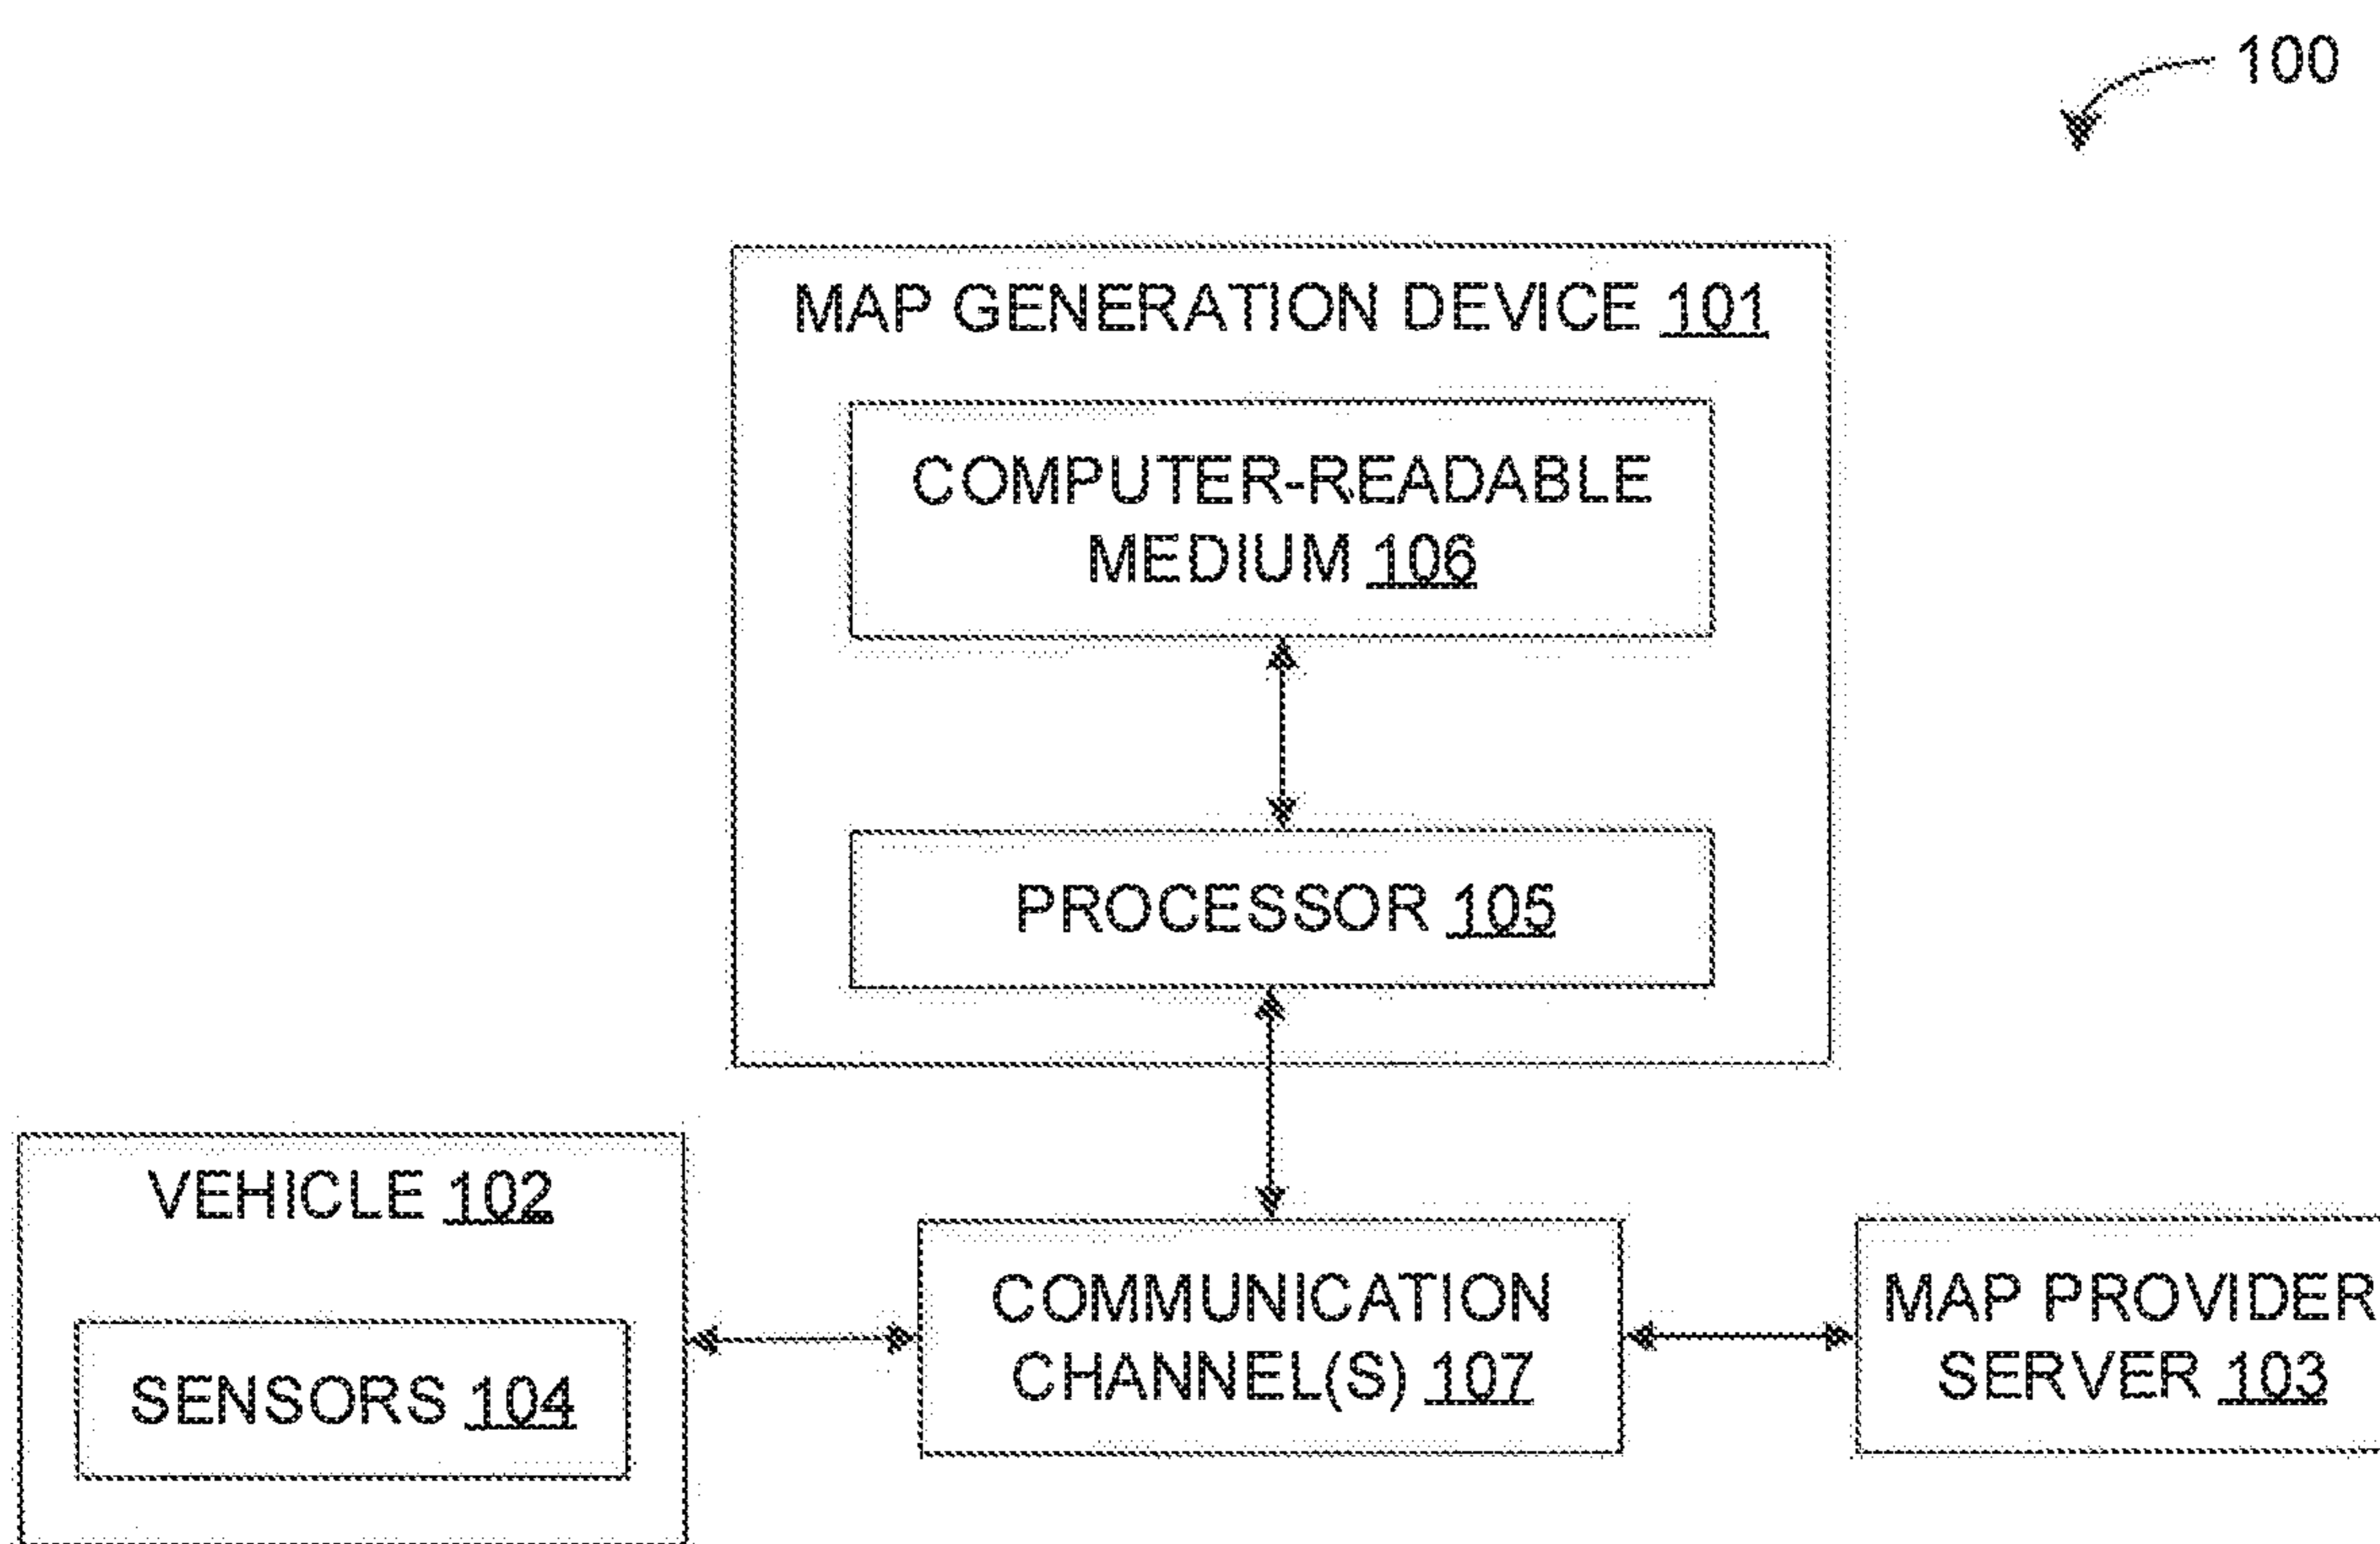 100
MAP GENERATION DEVICE 101
COMPUTER-READABLE
MEDIUM 106
PROCESSOR 105
VEHICLE 102
SENSORS 104
COMMUNICATION
CHANNEL(S) 107
MAP PROVIDER
SERVER 103